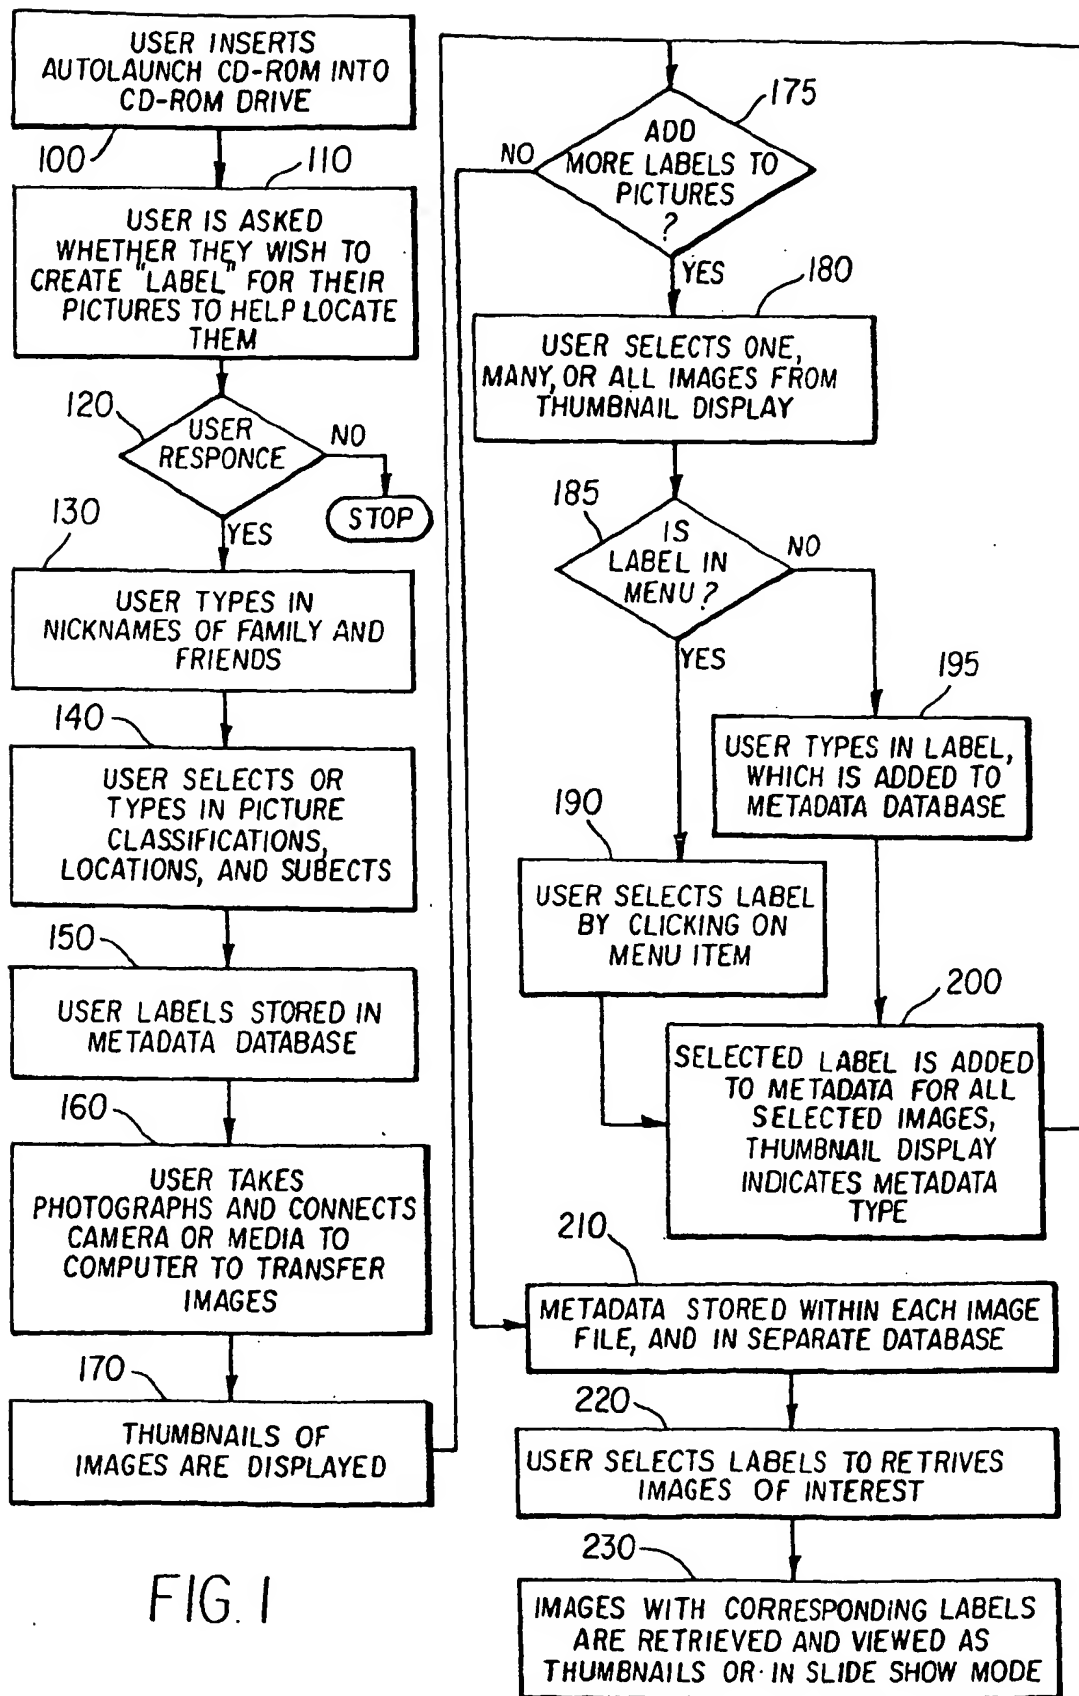 USER INSERTS
AUTOLAUNCH CD-ROM INTO
CD-ROM DRIVE
100
110
USER IS ASKED
WHETHER THEY WISH TO
CREATE "LABEL" FOR THEIR
PICTURES TO HELP LOCATE
THEM
120
USER
RESPONCE
NO
STOP
YES
130
USER TYPES IN
NICKNAMES OF FAMILY AND
FRIENDS
140
USER SELECTS OR
TYPES IN PICTURE
CLASSIFICATIONS,
LOCATIONS, AND SUBECTS
150
USER LABELS STORED IN
METADATA DATABASE
160
USER TAKES
PHOTOGRAPHS AND CONNECTS
CAMERA OR MEDIA TO
COMPUTER TO TRANSFER
IMAGES
170
THUMBNAILS OF
IMAGES ARE DISPLAYED
175
ADD
MORE LABELS TO
PICTURES
?
NO
YES
180
USER SELECTS ONE,
MANY, OR ALL IMAGES FROM
THUMBNAIL DISPLAY
185
IS
LABEL IN
MENU?
NO
YES
195
USER TYPES IN LABEL,
WHICH IS ADDED TO
METADATA DATABASE
190
USER SELECTS LABEL
BY CLICKING ON
MENU ITEM
200
SELECTED LABEL IS ADDED
TO METADATA FOR ALL
SELECTED IMAGES,
THUMBNAIL DISPLAY
INDICATES METADATA
TYPE
210
METADATA STORED WITHIN EACH IMAGE
FILE, AND IN SEPARATE DATABASE
220
USER SELECTS LABELS TO RETRIVES
IMAGES OF INTEREST
230
IMAGES WITH CORRESPONDING LABELS
ARE RETRIEVED AND VIEWED AS
THUMBNAILS OR IN SLIDE SHOW MODE
FIG. 1